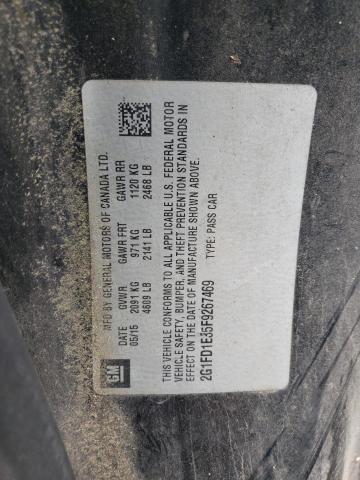 GM
MFD BY GENERAL MOTORS OF CANADA LTD.
DATE GVWR GAWR FRT GAWR RR
05/15 2091 KG 971 KG 1120 KG
4609 LB 2141 LB 2468 LB
THIS VEHICLE CONFORMS TO ALL APPLICABLE U.S. FEDERAL MOTOR
VEHICLE SAFETY, BUMPER, AND THEFT PREVENTION STANDARDS IN
EFFECT ON THE DATE OF MANUFACTURE SHOWN ABOVE.
2G1FD1E35F9267469 TYPE: PASS CAR